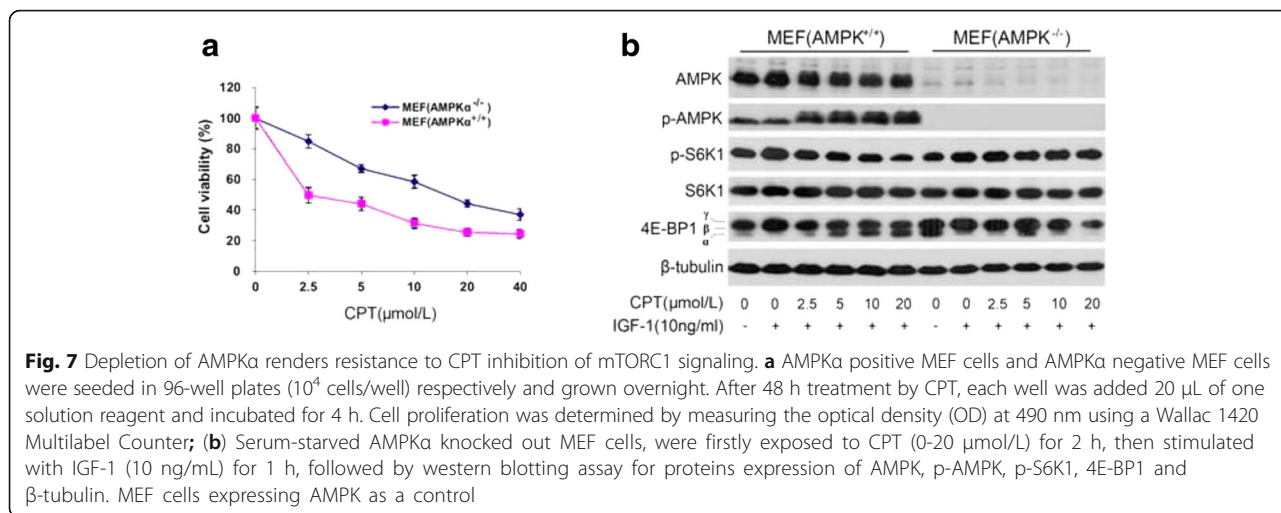 a
120
100
80
60
40
20
0
Cell viability (%)
MEF(AMPKα-/-)
MEF(AMPKα+/+)
0 2.5 5 10 20 40
CPT(μmol/L)
b
MEF(AMPK+/+) MEF(AMPK-/-)
AMPK
p-AMPK
p-S6K1
S6K1
4E-BP1 γ β α
β-tubulin
CPT(μmol/L) 0 0 2.5 5 10 20 0 0 2.5 5 10 20
IGF-1(10ng/ml) - + + + + + - + + + + +
Fig. 7 Depletion of AMPKα renders resistance to CPT inhibition of mTORC1 signaling. a AMPKα positive MEF cells and AMPKα negative MEF cells
were seeded in 96-well plates (10⁴ cells/well) respectively and grown overnight. After 48 h treatment by CPT, each well was added 20 μL of one
solution reagent and incubated for 4 h. Cell proliferation was determined by measuring the optical density (OD) at 490 nm using a Wallac 1420
Multilabel Counter; (b) Serum-starved AMPKα knocked out MEF cells, were firstly exposed to CPT (0-20 μmol/L) for 2 h, then stimulated
with IGF-1 (10 ng/mL) for 1 h, followed by western blotting assay for proteins expression of AMPK, p-AMPK, p-S6K1, 4E-BP1 and
β-tubulin. MEF cells expressing AMPK as a control